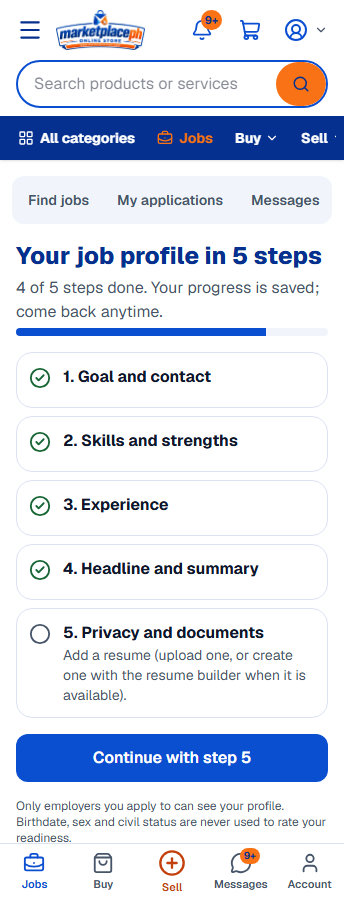 9+
marketplaceph
ONLINE STORE
Search products or services
All categories Jobs Buy Sell
Find jobs My applications Messages
Your job profile in 5 steps
4 of 5 steps done. Your progress is saved;
come back anytime.
1. Goal and contact
2. Skills and strengths
3. Experience
4. Headline and summary
5. Privacy and documents
Add a resume (upload one, or create
one with the resume builder when it is
available).
Continue with step 5
Only employers you apply to can see your profile.
Birthdate, sex and civil status are never used to rate your
readiness.
9+
Jobs Buy Sell Messages Account